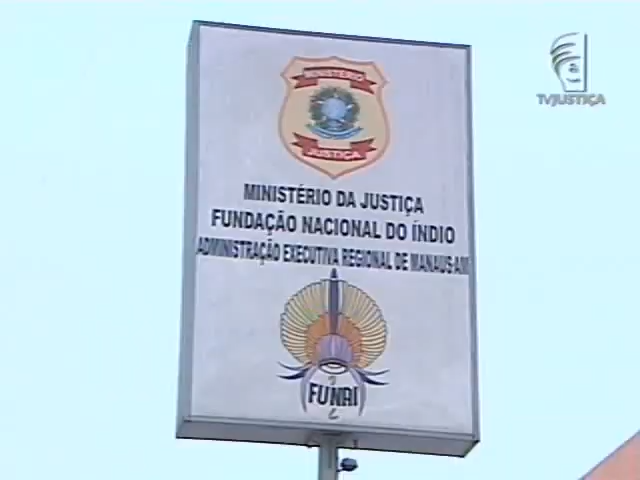 TVJUSTIÇA
MINISTÉRIO
JUSTIÇA
MINISTÉRIO DA JUSTIÇA
FUNDAÇÃO NACIONAL DO ÍNDIO
ADMINISTRAÇÃO EXECUTIVA REGIONAL DE MANAUS-AM
FUNAI